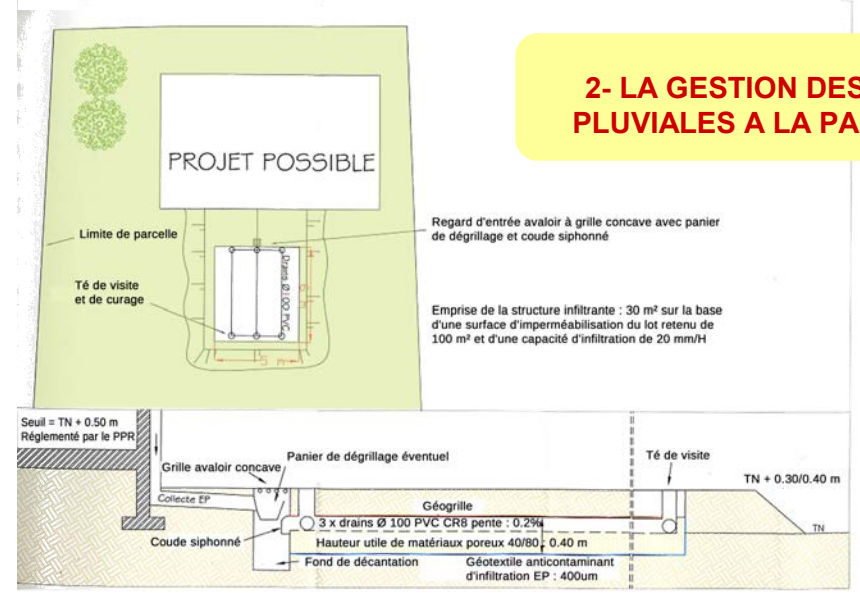 2- LA GESTION DES
PLUVIALES A LA PA
PROJET POSSIBLE
Limite de parcelle
Regard d'entrée avaloir à grille concave avec panier
de dégrillage et coude siphonné
Té de visite
et de curage
Drains Ø100 PVC
6 m
5 m
Emprise de la structure infiltrante : 30 m² sur la base
d'une surface d'imperméabilisation du lot retenu de
100 m² et d'une capacité d'infiltration de 20 mm/H
Seuil = TN + 0.50 m
Réglementé par le PPR
Grille avaloir concave
Panier de dégrillage éventuel
Té de visite
TN + 0.30/0.40 m
Collecte EP
Géogrille
3 x drains Ø 100 PVC CR8 pente : 0.2%
TN
Coude siphonné
Hauteur utile de matériaux poreux 40/80 : 0.40 m
Fond de décantation
Géotextile anticontaminant
d'infiltration EP : 400um